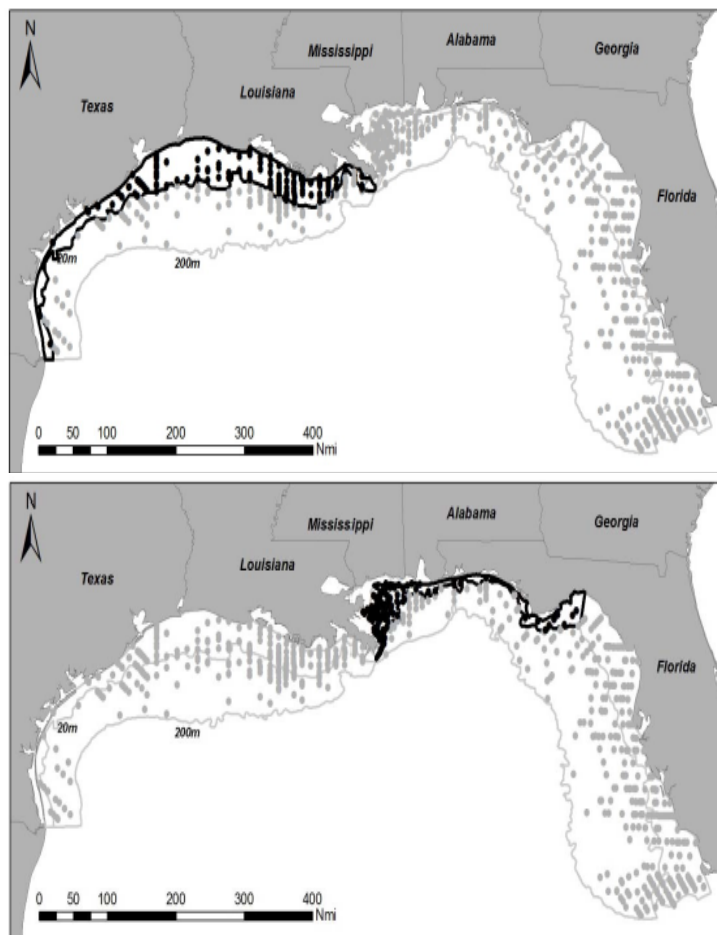 N
Mississippi
Alabama
Georgia
Texas
Louisiana
Florida
20m
200m
0 50 100 200 300 400
Nmi
N
Mississippi
Alabama
Georgia
Texas
Louisiana
Florida
20m
200m
0 50 100 200 300 400
Nmi